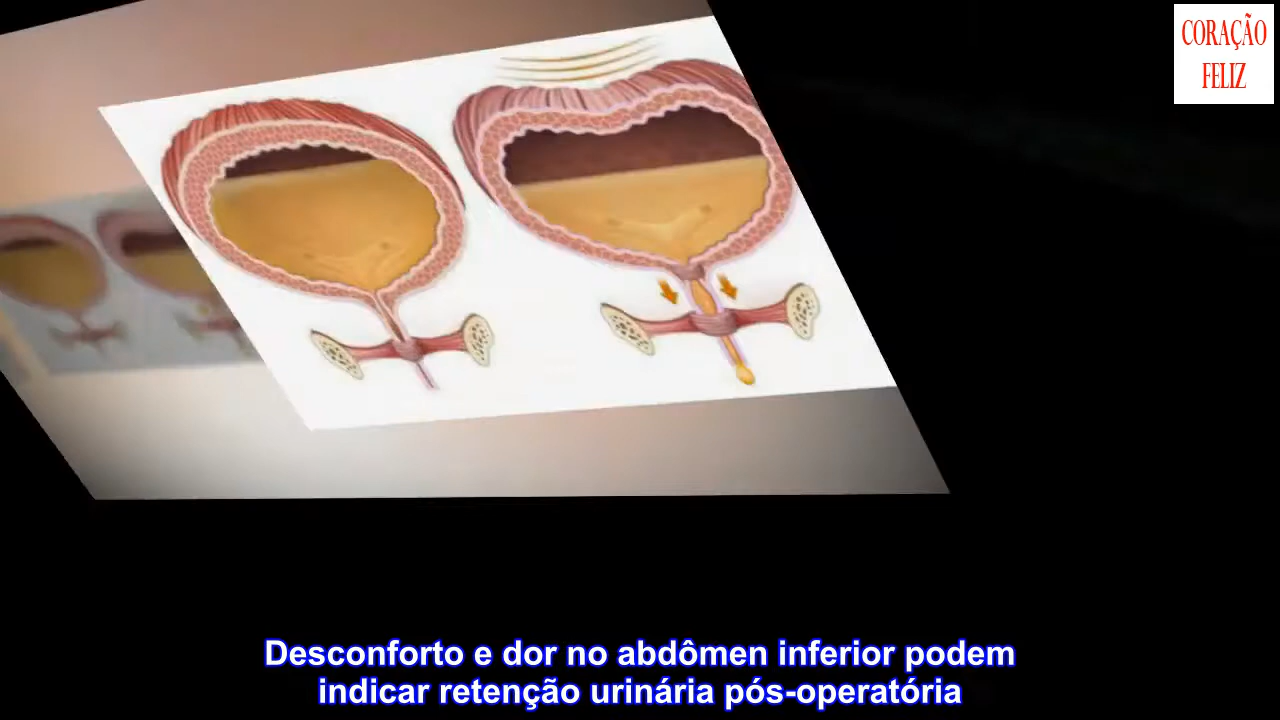 CORAÇÃO
FELIZ
Desconforto e dor no abdômen inferior podem
indicar retenção urinária pós-operatória